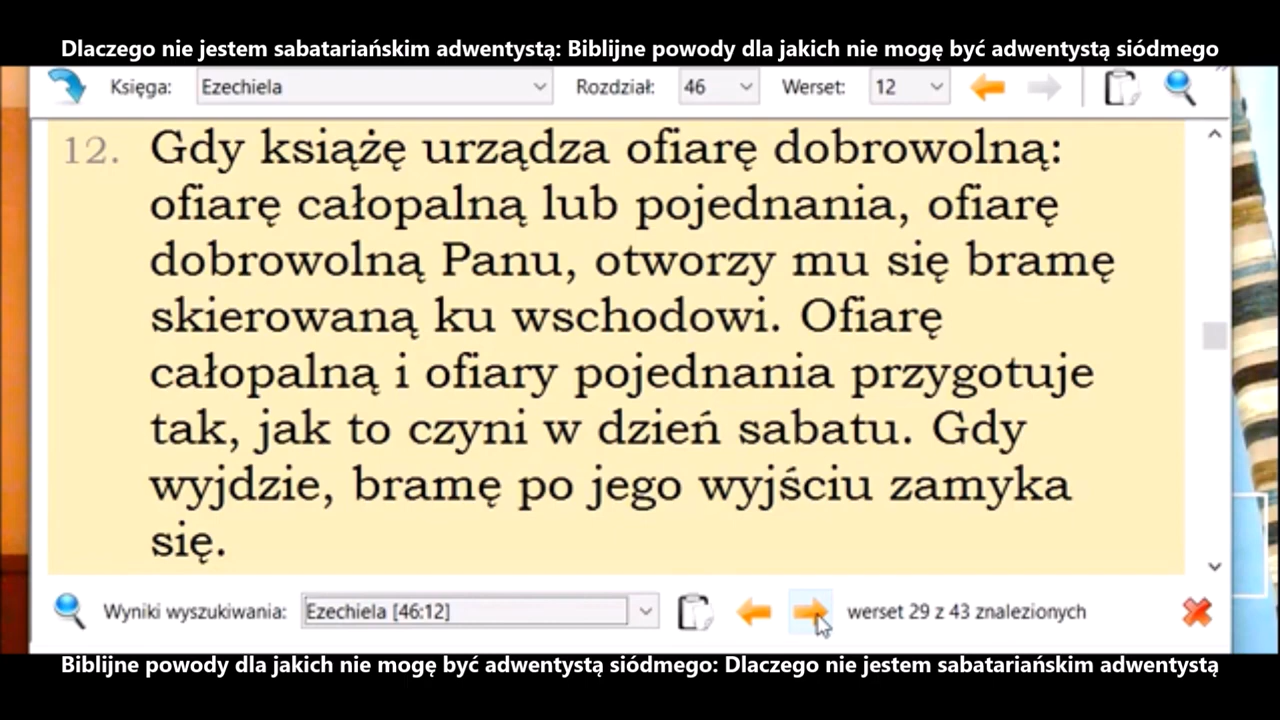 Dlaczego nie jestem sabatariańskim adwentystą: Biblijne powody dla jakich nie mogę być adwentystą siódmego
Księga: Ezechiela Rozdział: 46 Werset: 12
12. Gdy książę urządza ofiarę dobrowolną:
ofiarę całopalną lub pojednania, ofiarę
dobrowolną Panu, otworzy mu się bramę
skierowaną ku wschodowi. Ofiarę
całopalną i ofiary pojednania przygotuje
tak, jak to czyni w dzień sabatu. Gdy
wyjdzie, bramę po jego wyjściu zamyka
się.
Wyniki wyszukiwania: Ezechiela [46:12] werset 29 z 43 znalezionych
Biblijne powody dla jakich nie mogę być adwentystą siódmego: Dlaczego nie jestem sabatariańskim adwentystą